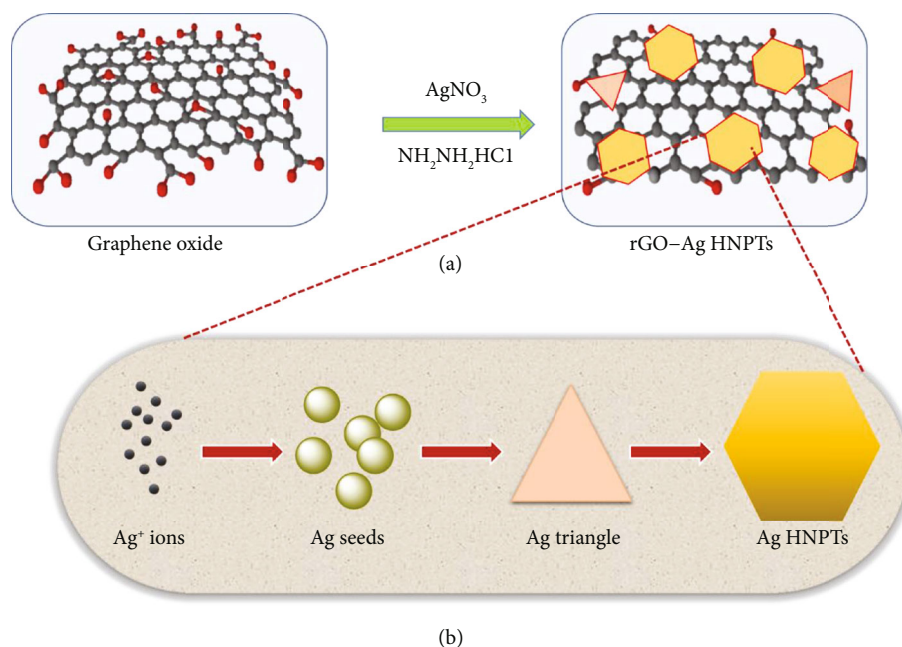 AgNO₃
NH₂NH₂HC1
Graphene oxide
rGO–Ag HNPTs
(a)
Ag⁺ ions
Ag seeds
Ag triangle
Ag HNPTs
(b)